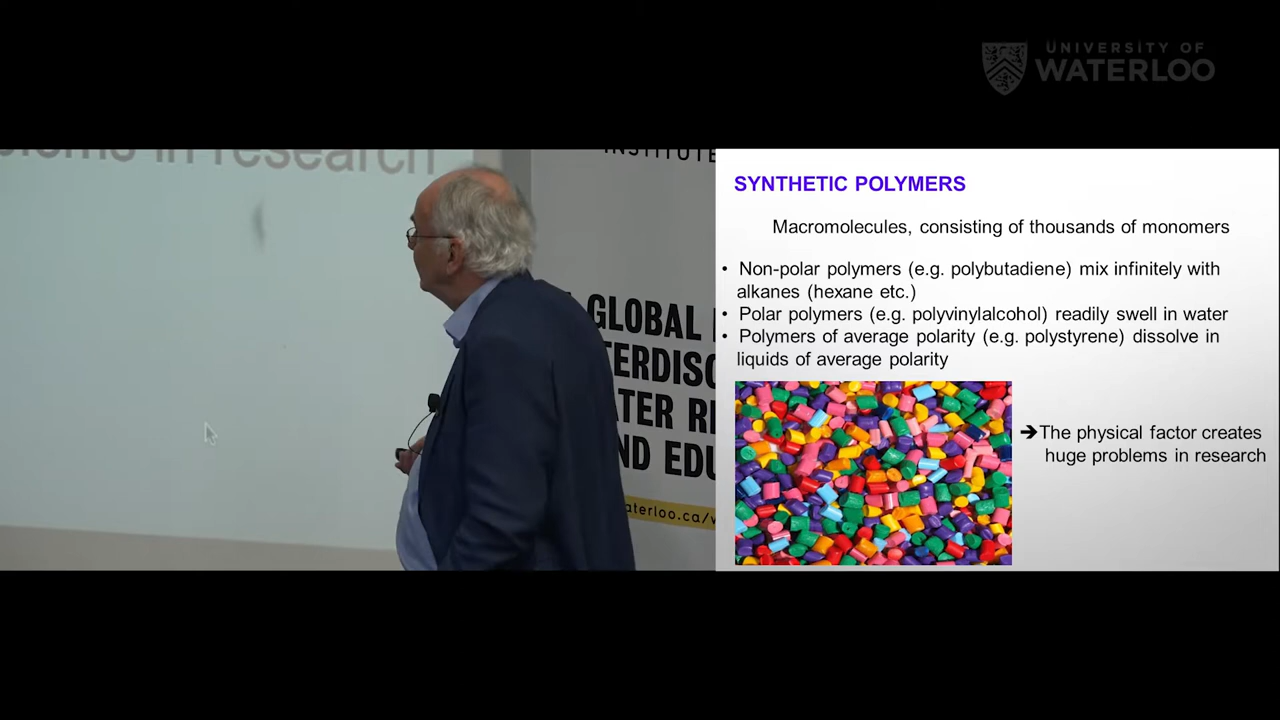 UNIVERSITY OF
WATERLOO
in research
INSTITUTE
GLOBAL
ND EDU
aterloo.ca/w
SYNTHETIC POLYMERS
Macromolecules, consisting of thousands of monomers
• Non-polar polymers (e.g. polybutadiene) mix infinitely with
alkanes (hexane etc.)
• Polar polymers (e.g. polyvinylalcohol) readily swell in water
• Polymers of average polarity (e.g. polystyrene) dissolve in
liquids of average polarity
➔The physical factor creates
huge problems in research